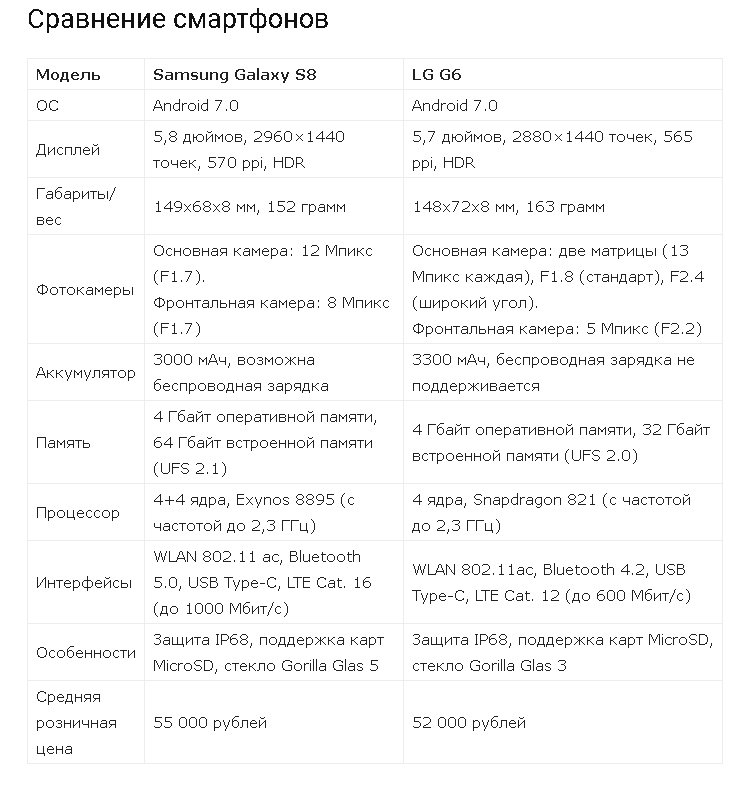 Сравнение смартфонов
Модель Samsung Galaxy S8 LG G6
ОС Android 7.0 Android 7.0
Дисплей
5,8 дюймов, 2960×1440
точек, 570 ppi, HDR
5,7 дюймов, 2880×1440 точек, 565
ppi, HDR
Габариты/
вес
149x68x8 мм, 152 грамм
148x72x8 мм, 163 грамм
Фотокамеры
Основная камера: 12 Мпикс
(F1.7).
Фронтальная камера: 8 Мпикс
(F1.7)
Основная камера: две матрицы (13
Мпикс каждая), F1.8 (стандарт), F2.4
(широкий угол).
Фронтальная камера: 5 Мпикс (F2.2)
Аккумулятор
3000 мАч, возможна
беспроводная зарядка
3300 мАч, беспроводная зарядка не
поддерживается
Память
4 Гбайт оперативной памяти,
64 Гбайт встроенной памяти
(UFS 2.1)
4 Гбайт оперативной памяти, 32 Гбайт
встроенной памяти (UFS 2.0)
Процессор
4+4 ядра, Exynos 8895 (с
частотой до 2,3 ГГц)
4 ядра, Snapdragon 821 (с частотой
до 2,3 ГГц)
Интерфейсы
WLAN 802.11 ac, Bluetooth
5.0, USB Type-C, LTE Cat. 16
(до 1000 Мбит/с)
WLAN 802.11ac, Bluetooth 4.2, USB
Type-C, LTE Cat. 12 (до 600 Мбит/с)
Особенности
Защита IP68, поддержка карт
MicroSD, стекло Gorilla Glas 5
Защита IP68, поддержка карт MicroSD,
стекло Gorilla Glas 3
Средняя
розничная
цена
55 000 рублей
52 000 рублей